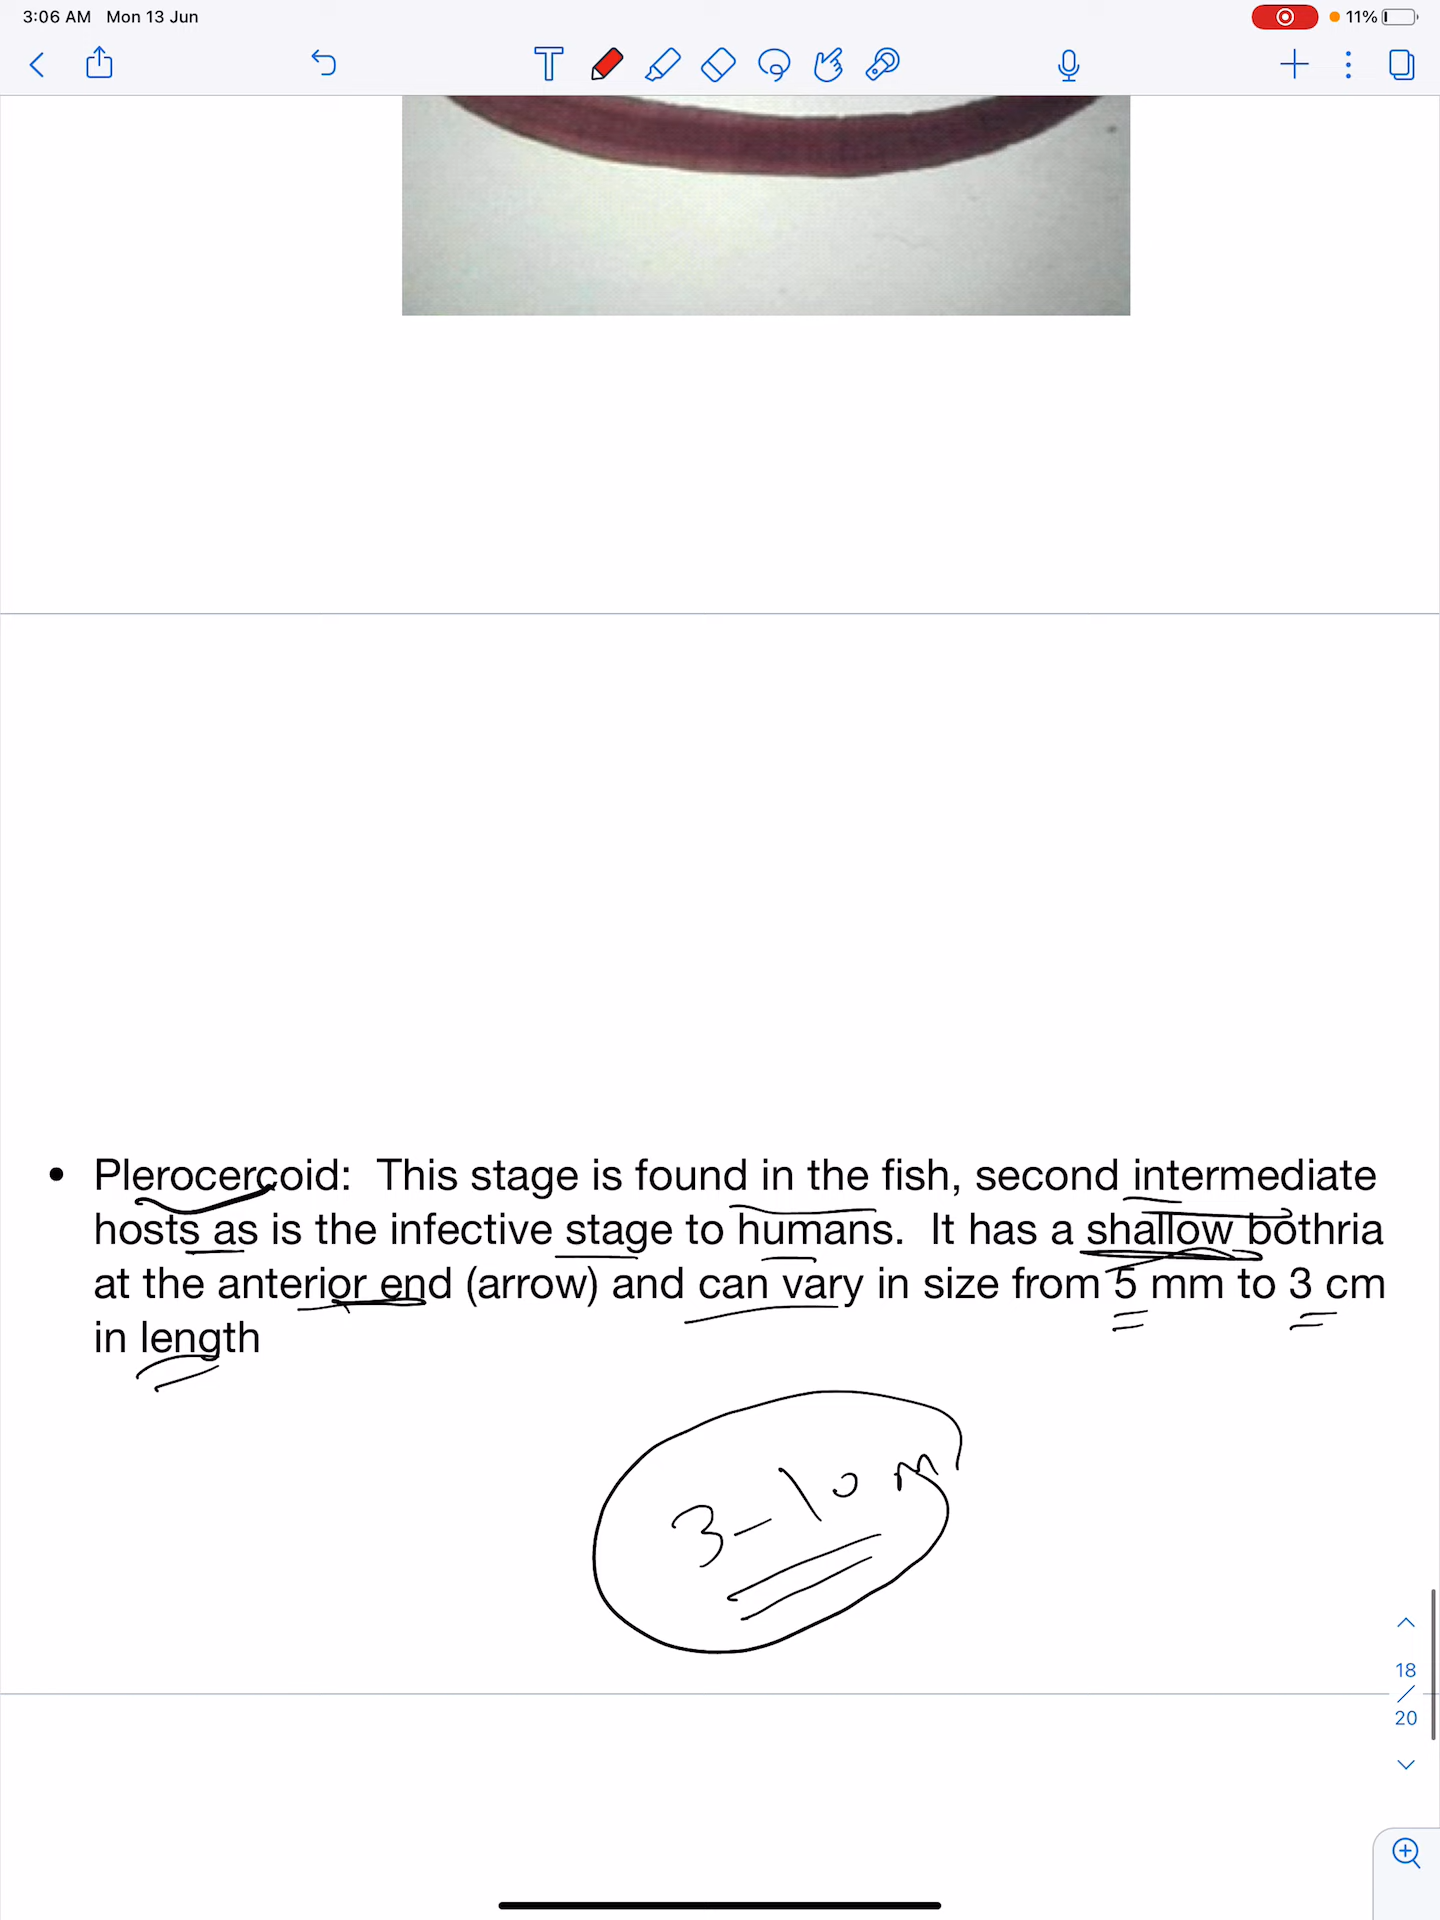 3:06 AM Mon 13 Jun
11%
T
• Plerocercoid: This stage is found in the fish, second intermediate
hosts as is the infective stage to humans. It has a shallow bothria
at the anterior end (arrow) and can vary in size from 5 mm to 3 cm
in length
3-10 m
18
/
20